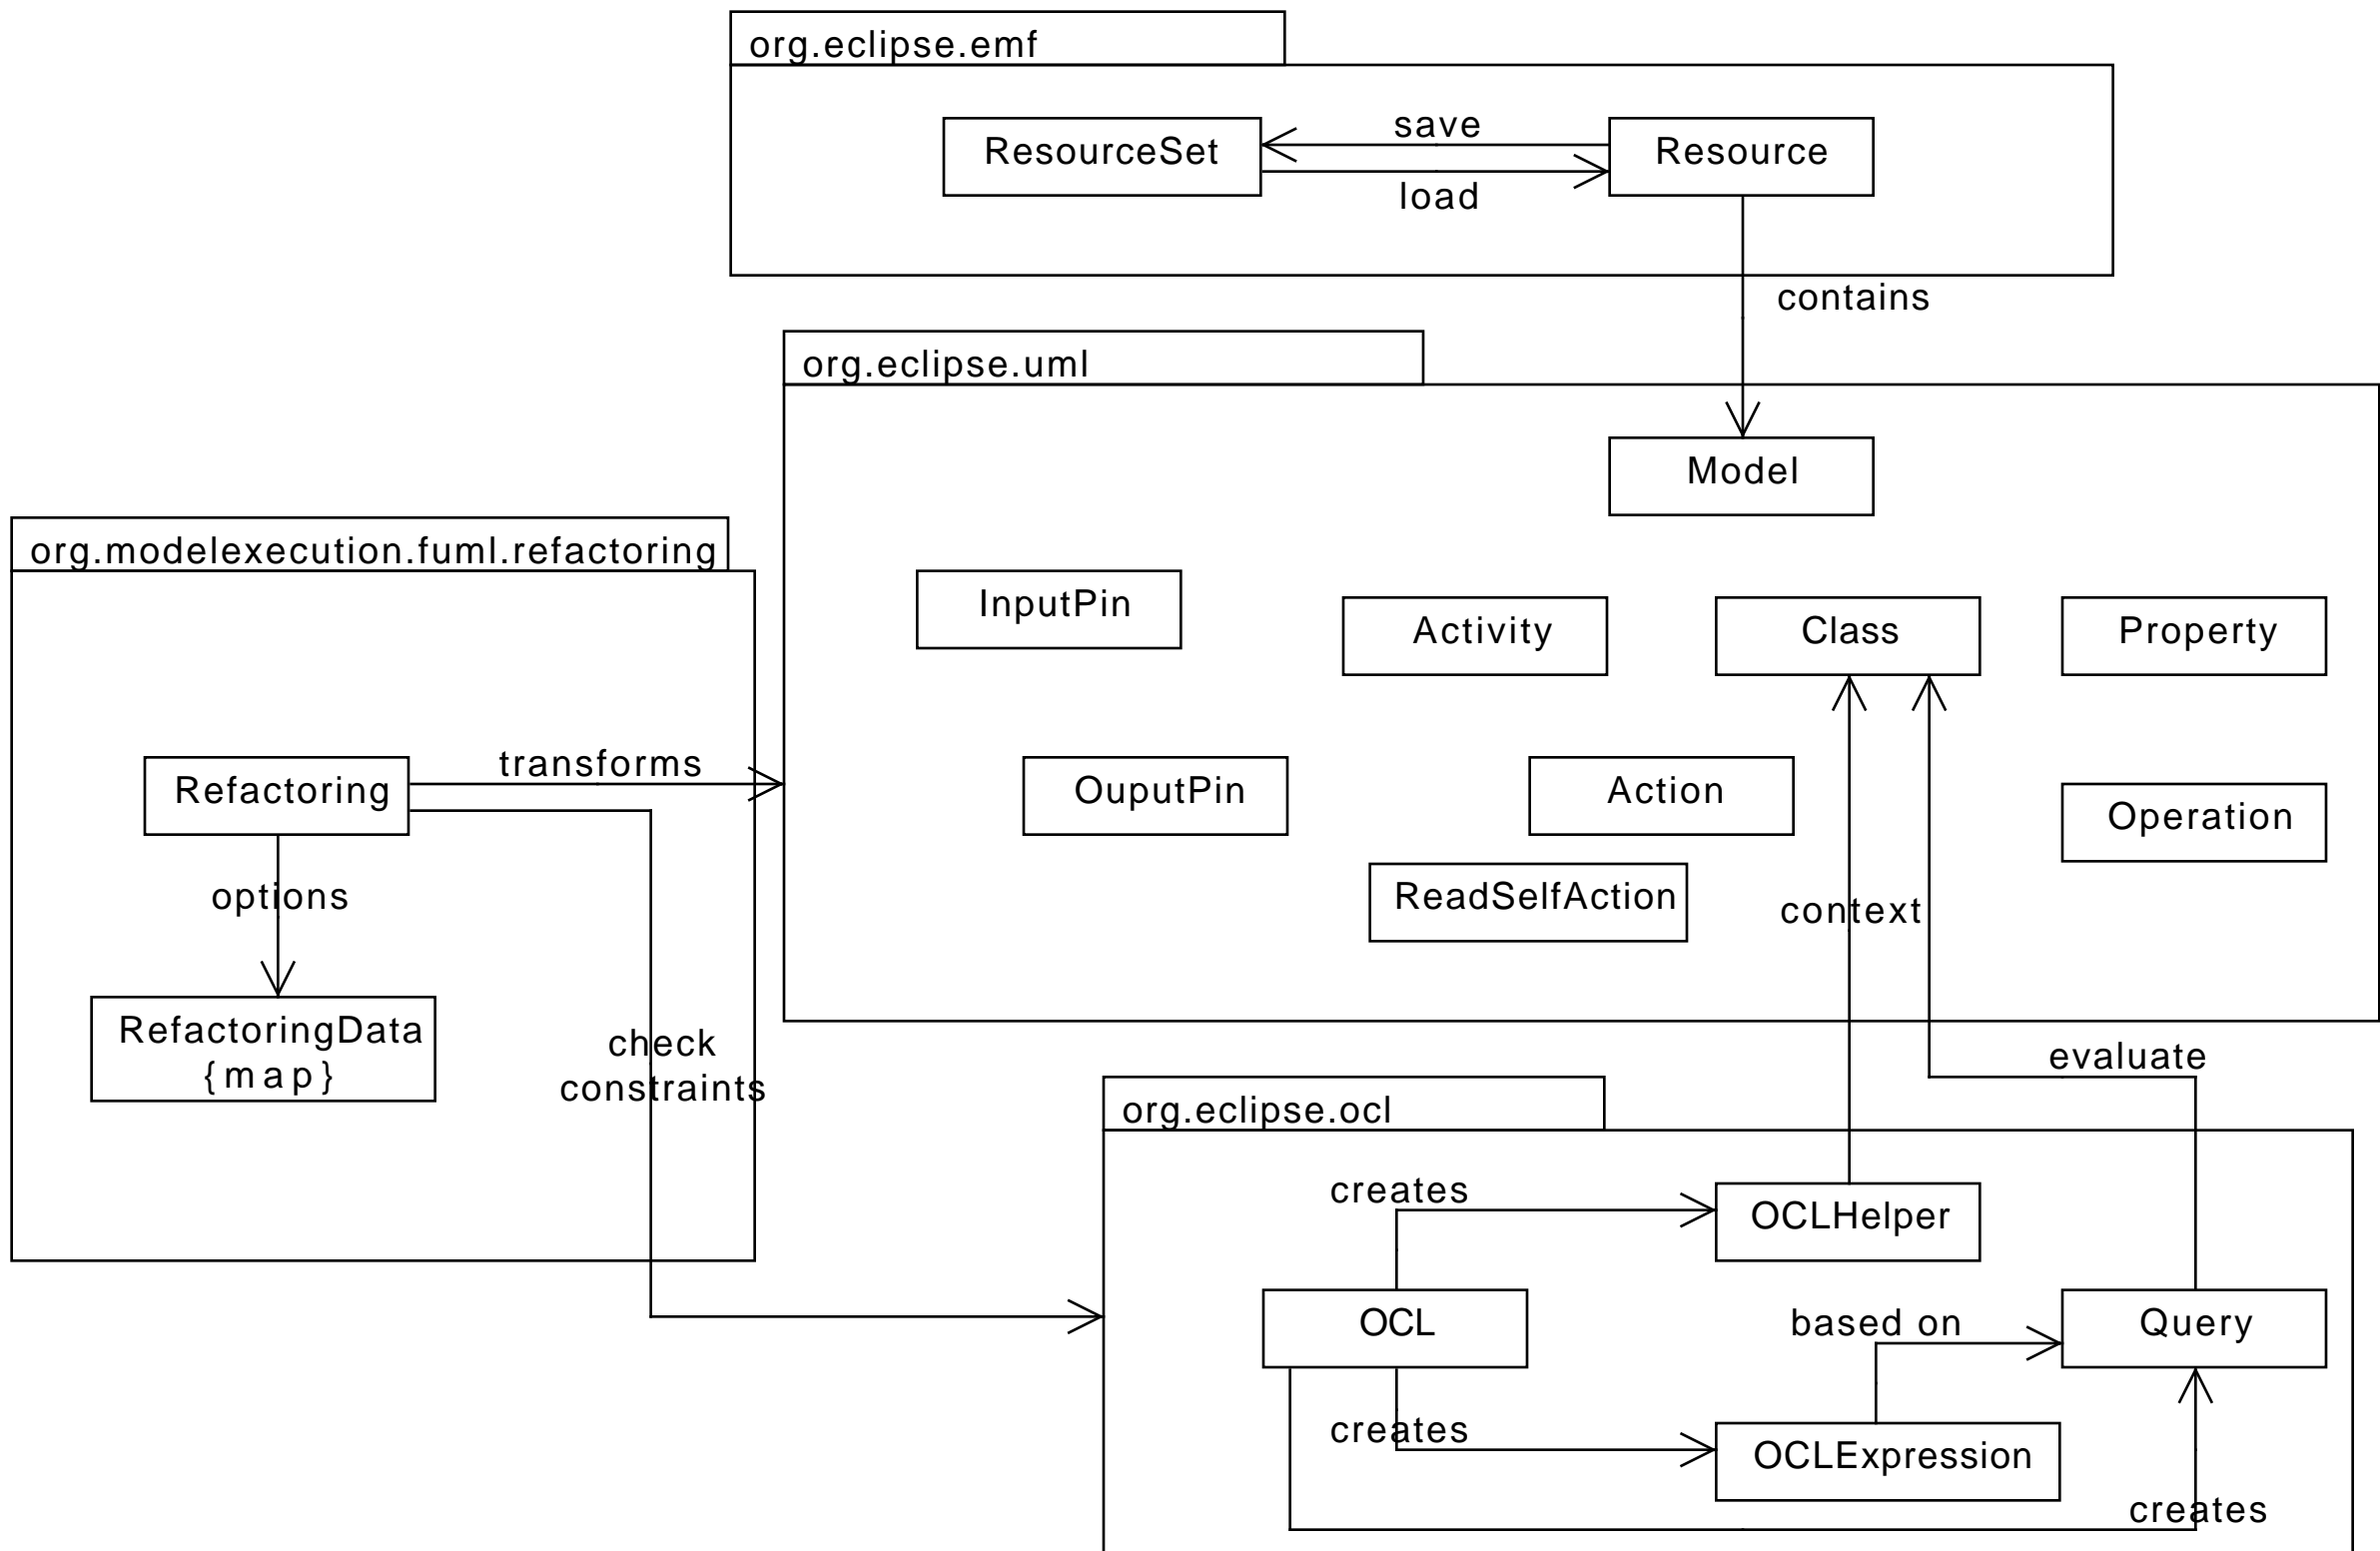 org.eclipse.emf
save
ResourceSet
Resource
load
contains
org.eclipse.uml
Model
org.modelexecution.fuml.refactoring
InputPin
Activity
Class
Property
transforms
Refactoring
OuputPin
Action
Operation
options
ReadSelfAction
context
RefactoringData
{map}
check
constraints
evaluate
org.eclipse.ocl
creates
OCLHelper
OCL
based on
Query
creates
OCLExpression
creates